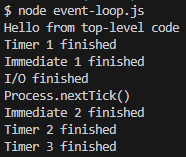 $ node event-loop.js
Hello from top-level code
Timer 1 finished
Immediate 1 finished
I/O finished
Process.nextTick()
Immediate 2 finished
Timer 2 finished
Timer 3 finished